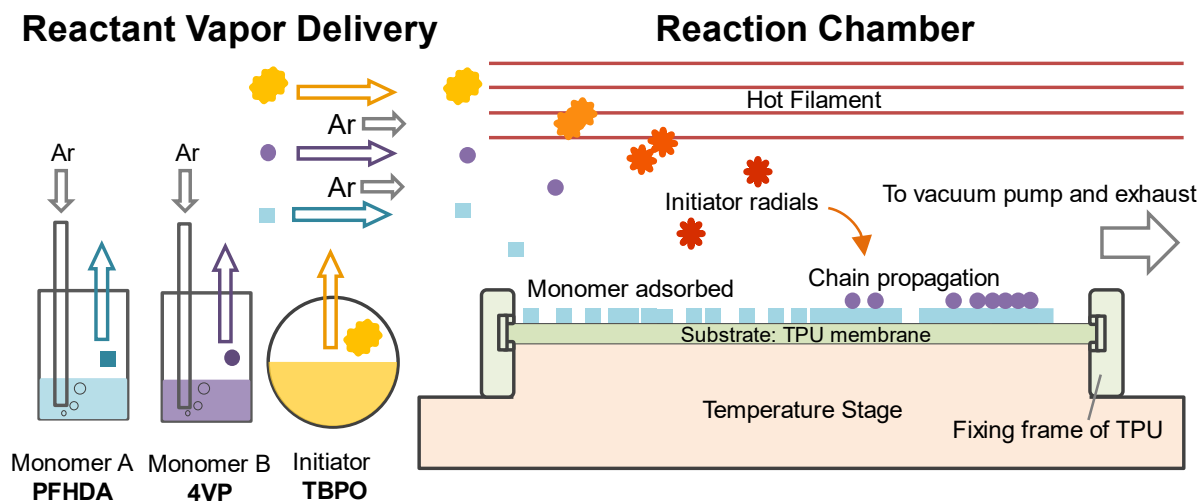 Reactant Vapor Delivery
Reaction Chamber
Hot Filament
Ar
Ar
Ar
Ar
Initiator radials
To vacuum pump and exhaust
Monomer adsorbed
Chain propagation
Substrate: TPU membrane
Temperature Stage
Fixing frame of TPU
Monomer A
PFHDA
Monomer B
4VP
Initiator
TBPO